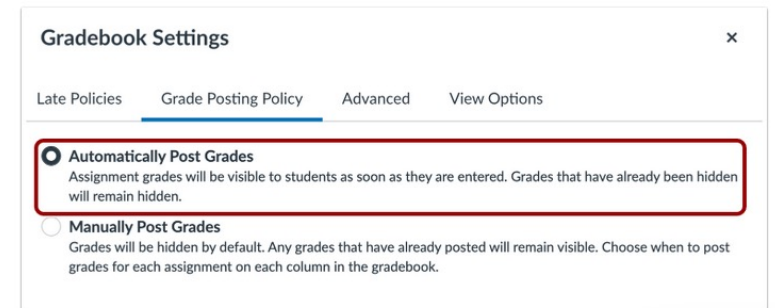 Gradebook Settings ×
Late Policies Grade Posting Policy Advanced View Options
Automatically Post Grades
Assignment grades will be visible to students as soon as they are entered. Grades that have already been hidden
will remain hidden.
Manually Post Grades
Grades will be hidden by default. Any grades that have already posted will remain visible. Choose when to post
grades for each assignment on each column in the gradebook.